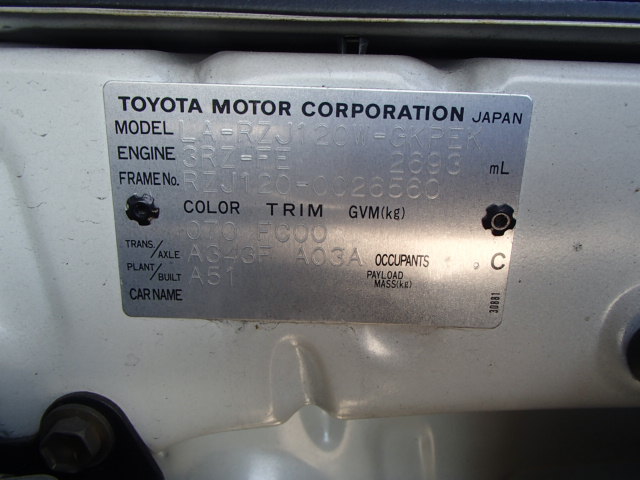 TOYOTA MOTOR CORPORATION JAPAN
MODEL LA-RZJ120W-GKPEK
ENGINE 3RZ-FE 2693 mL
FRAME No. RZJ120-0026560
COLOR TRIM GVM(kg)
070 FC00
TRANS/AXLE A343F A03A OCCUPANTS C
PLANT/BUILT A51 PAYLOAD MASS(kg)
CAR NAME
30881